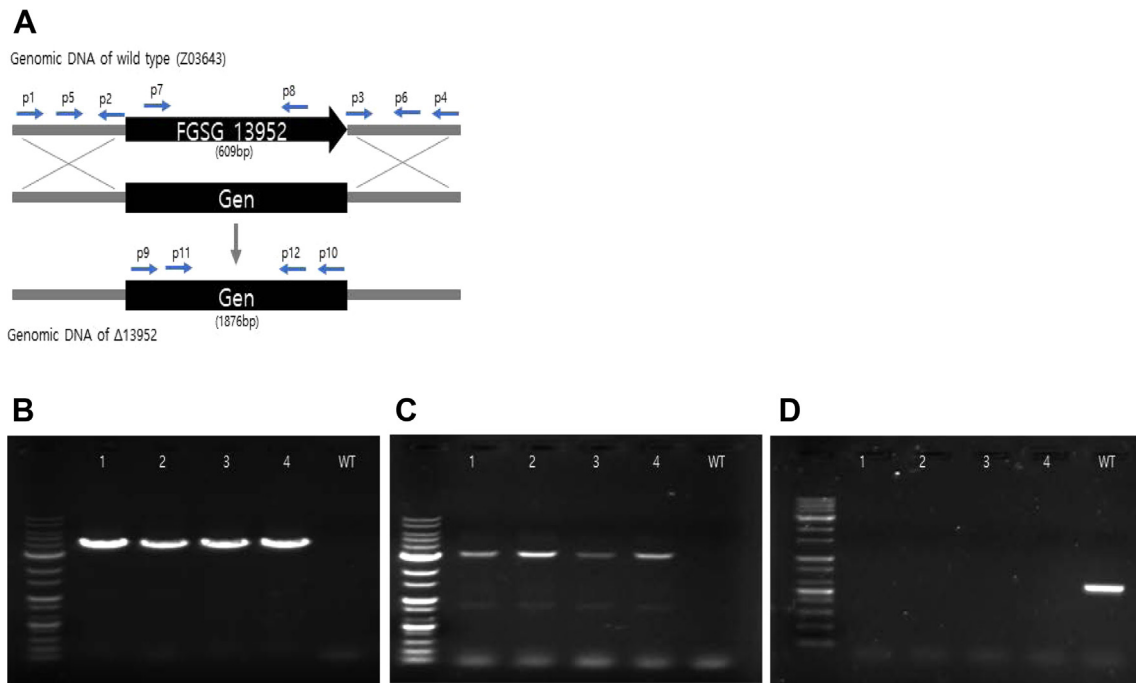 A
Genomic DNA of wild type (Z03643)
p1 p5 p2 p7 p8 p3 p6 p4
FGSG 13952
(609bp)
Gen
p9 p11 p12 p10
Gen
(1876bp)
Genomic DNA of Δ13952
B
1 2 3 4 WT
C
1 2 3 4 WT
D
1 2 3 4 WT